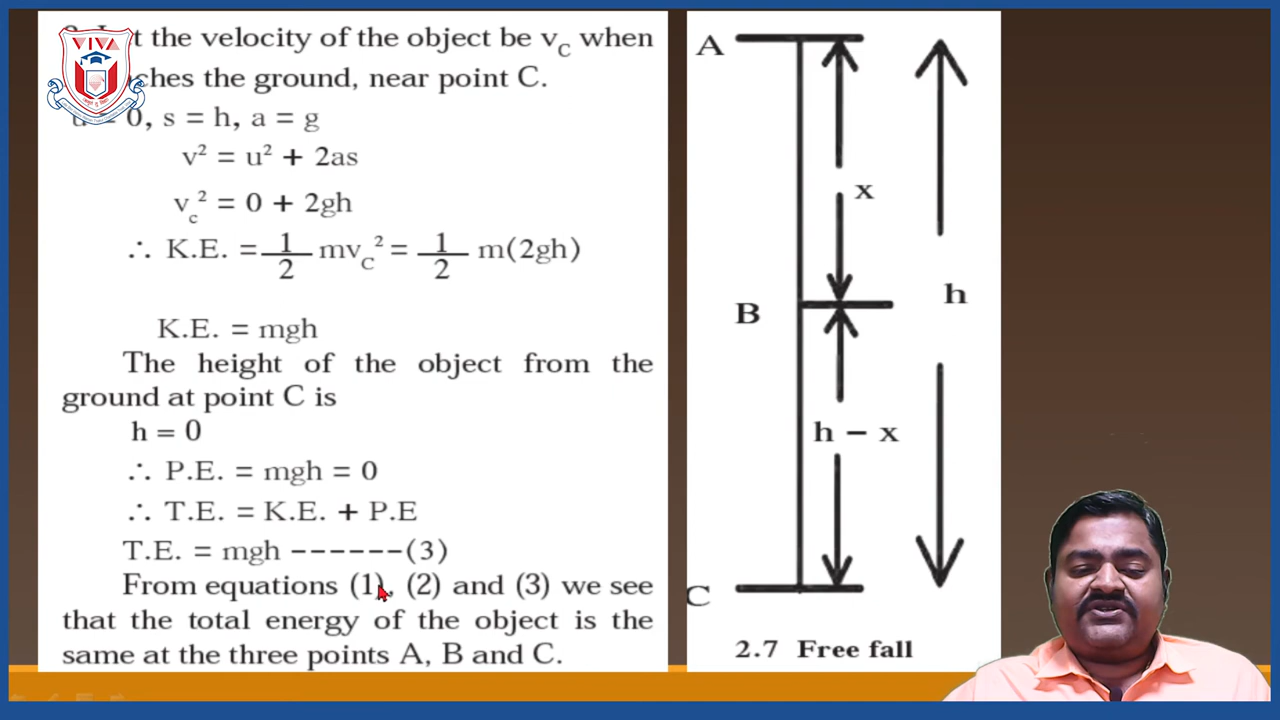 VIVA
t the velocity of the object be v_C when
ches the ground, near point C.
= 0, s = h, a = g
v² = u² + 2as
v_c² = 0 + 2gh
∴ K.E. = 1/2 mv_C² = 1/2 m(2gh)
K.E. = mgh
The height of the object from the
ground at point C is
h = 0
∴ P.E. = mgh = 0
∴ T.E. = K.E. + P.E
T.E. = mgh ------(3)
From equations (1), (2) and (3) we see
that the total energy of the object is the
same at the three points A, B and C.
A
x
B
h
h – x
C
2.7 Free fall